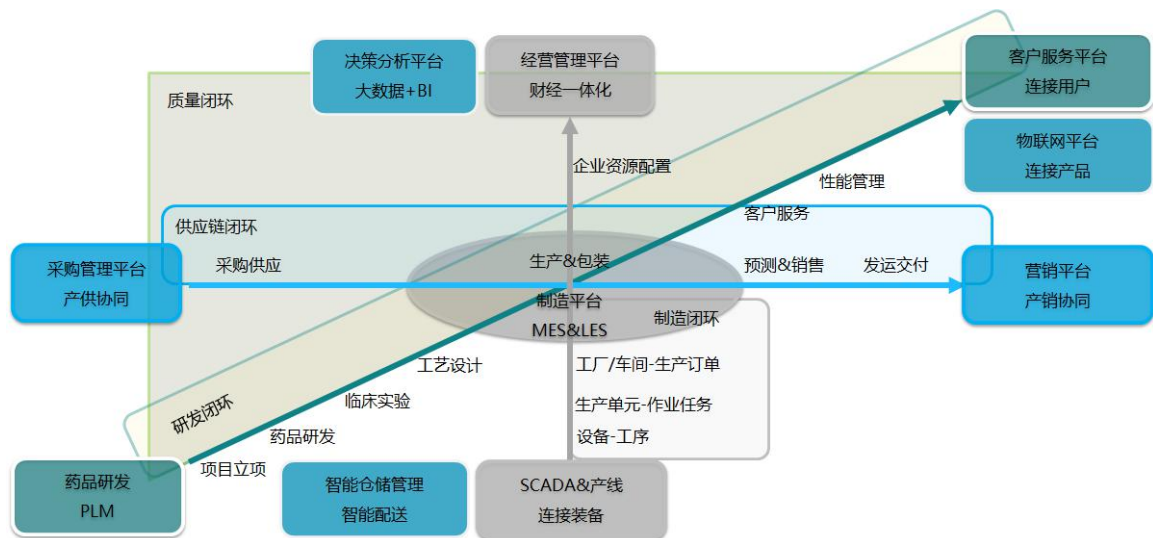 决策分析平台
大数据+BI
经营管理平台
财经一体化
客户服务平台
连接用户
质量闭环
物联网平台
连接产品
企业资源配置
性能管理
供应链闭环
客户服务
采购管理平台
产供协同
采购供应
生产&包装
预测&销售
发运交付
营销平台
产销协同
制造平台
MES&LES
制造闭环
工艺设计
工厂/车间-生产订单
临床实验
生产单元-作业任务
研发闭环
药品研发
设备-工序
项目立项
药品研发
PLM
智能仓储管理
智能配送
SCADA&产线
连接装备